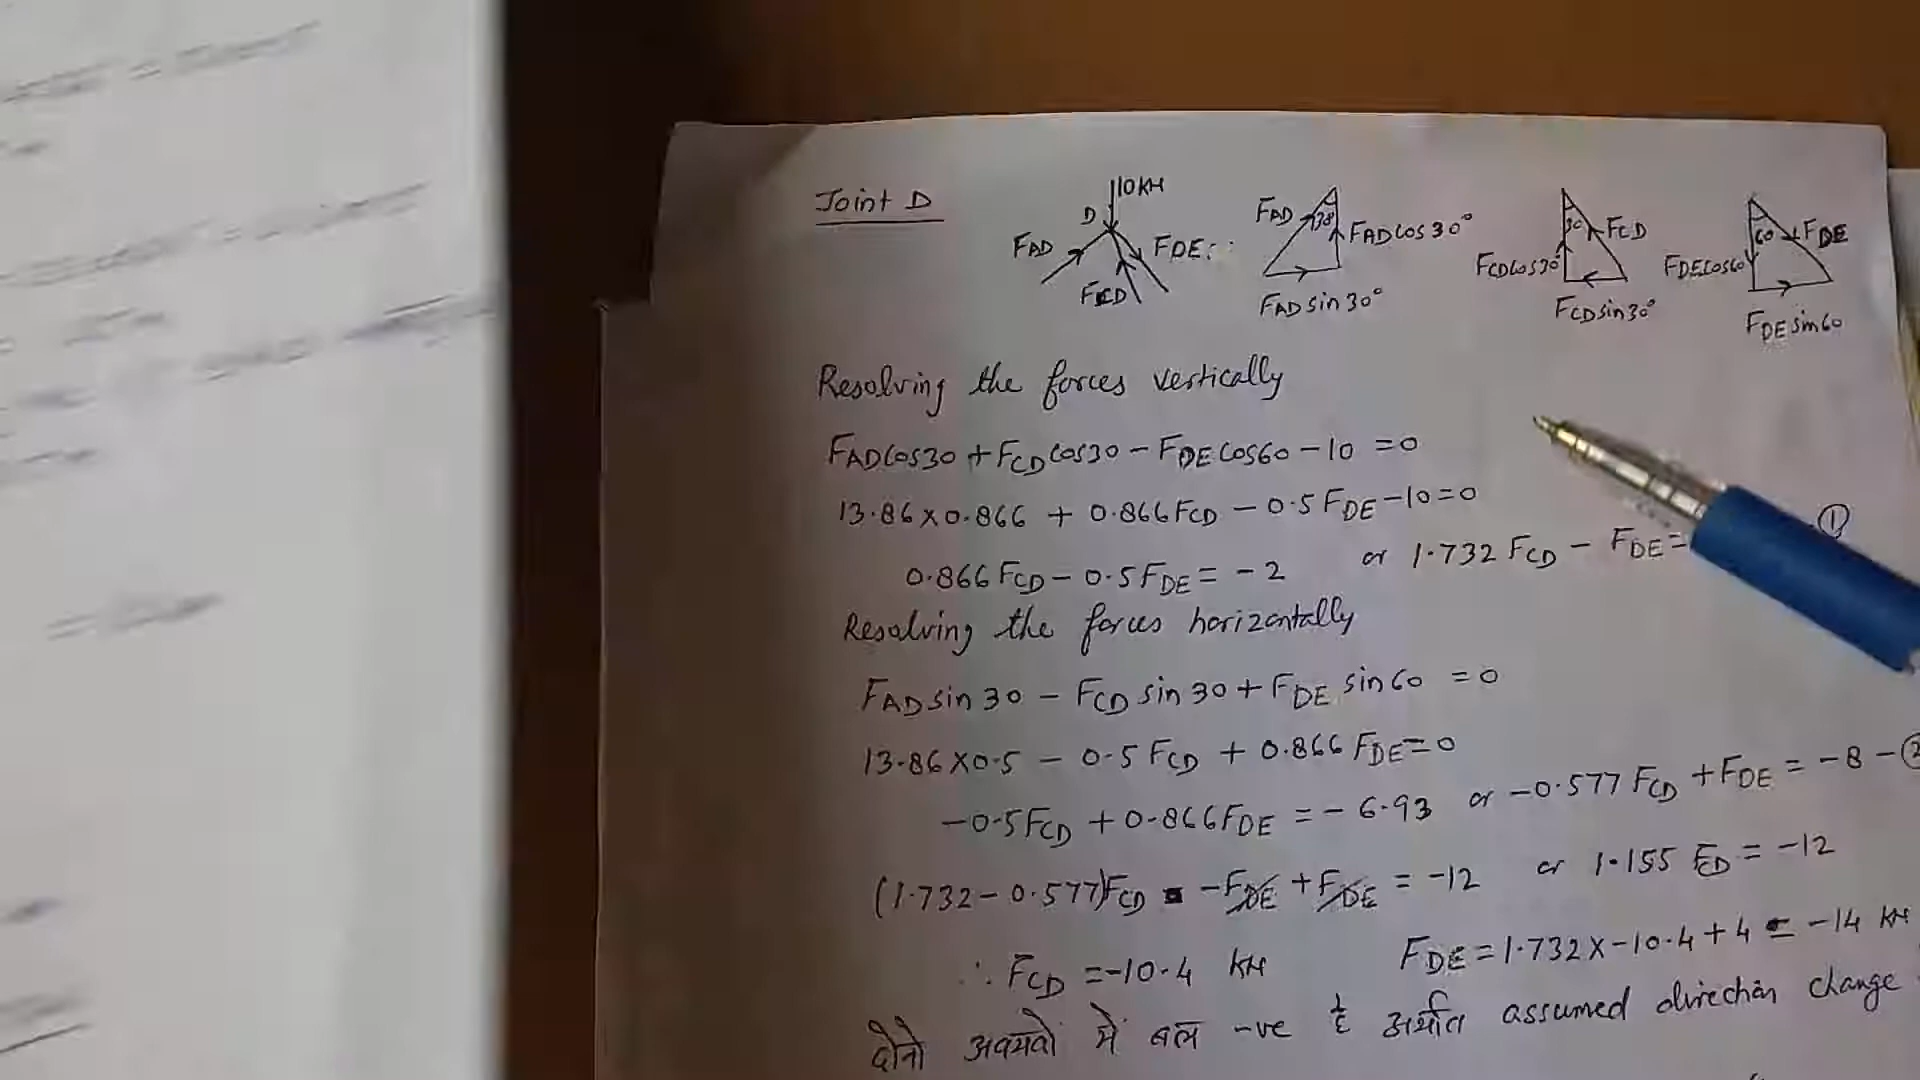 Joint D
10 KN
D
FAD
FDE
FCD
FAD 30 FAD cos 30°
FAD sin 30°
30 FCD
FCD cos 30°
FCD sin 30°
60 FDE
FDE cos 60
FDE sin 60
Resolving the forces vertically
FAD cos 30 + FCD cos 30 - FDE cos 60 - 10 = 0
13.86 × 0.866 + 0.866 FCD - 0.5 FDE - 10 = 0
0.866 FCD - 0.5 FDE = - 2 or 1.732 FCD - FDE = ①
Resolving the forces horizontally
FAD sin 30 - FCD sin 30 + FDE sin 60 = 0
13.86 × 0.5 - 0.5 FCD + 0.866 FDE = 0
-0.5 FCD + 0.866 FDE = - 6.93 or -0.577 FCD + FDE = -8 - ②
(1.732 - 0.577) FCD - FDE + FDE = -12 or 1.155 FCD = -12
∴ FCD = -10.4 KN FDE = 1.732 × -10.4 + 4 = -14 KN
दोनो अवयवो में बल -ve है अर्थात assumed direction change